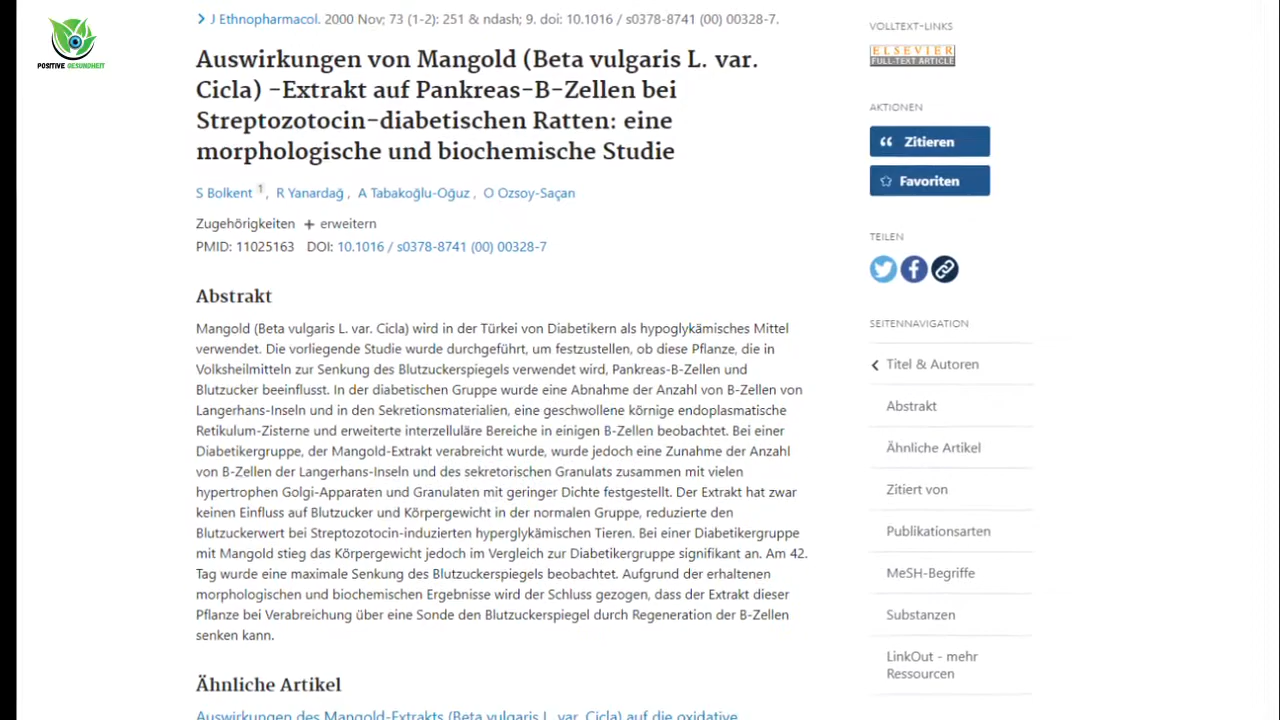 POSITIVE GESUNDHEIT
J Ethnopharmacol. 2000 Nov; 73 (1-2): 251 & ndash; 9. doi: 10.1016 / s0378-8741 (00) 00328-7.
Auswirkungen von Mangold (Beta vulgaris L. var.
Cicla) -Extrakt auf Pankreas-B-Zellen bei
Streptozotocin-diabetischen Ratten: eine
morphologische und biochemische Studie
S Bolkent 1 , R Yanardağ , A Tabakoğlu-Oğuz , O Ozsoy-Saçan
Zugehörigkeiten + erweitern
PMID: 11025163 DOI: 10.1016 / s0378-8741 (00) 00328-7
Abstrakt
Mangold (Beta vulgaris L. var. Cicla) wird in der Türkei von Diabetikern als hypoglykämisches Mittel
verwendet. Die vorliegende Studie wurde durchgeführt, um festzustellen, ob diese Pflanze, die in
Volksheilmitteln zur Senkung des Blutzuckerspiegels verwendet wird, Pankreas-B-Zellen und
Blutzucker beeinflusst. In der diabetischen Gruppe wurde eine Abnahme der Anzahl von B-Zellen von
Langerhans-Inseln und in den Sekretionsmaterialien, eine geschwollene körnige endoplasmatische
Retikulum-Zisterne und erweiterte interzelluläre Bereiche in einigen B-Zellen beobachtet. Bei einer
Diabetikergruppe, der Mangold-Extrakt verabreicht wurde, wurde jedoch eine Zunahme der Anzahl
von B-Zellen der Langerhans-Inseln und des sekretorischen Granulats zusammen mit vielen
hypertrophen Golgi-Apparaten und Granulaten mit geringer Dichte festgestellt. Der Extrakt hat zwar
keinen Einfluss auf Blutzucker und Körpergewicht in der normalen Gruppe, reduzierte den
Blutzuckerwert bei Streptozotocin-induzierten hyperglykämischen Tieren. Bei einer Diabetikergruppe
mit Mangold stieg das Körpergewicht jedoch im Vergleich zur Diabetikergruppe signifikant an. Am 42.
Tag wurde eine maximale Senkung des Blutzuckerspiegels beobachtet. Aufgrund der erhaltenen
morphologischen und biochemischen Ergebnisse wird der Schluss gezogen, dass der Extrakt dieser
Pflanze bei Verabreichung über eine Sonde den Blutzuckerspiegel durch Regeneration der B-Zellen
senken kann.
Ähnliche Artikel
Auswirkungen des Mangold-Extrakts (Beta vulgaris L. var. Cicla) auf die oxidative
VOLLTEXT-LINKS
ELSEVIER
FULL-TEXT ARTICLE
AKTIONEN
Zitieren
Favoriten
TEILEN
SEITENNAVIGATION
Titel & Autoren
Abstrakt
Ähnliche Artikel
Zitiert von
Publikationsarten
MeSH-Begriffe
Substanzen
LinkOut - mehr
Ressourcen